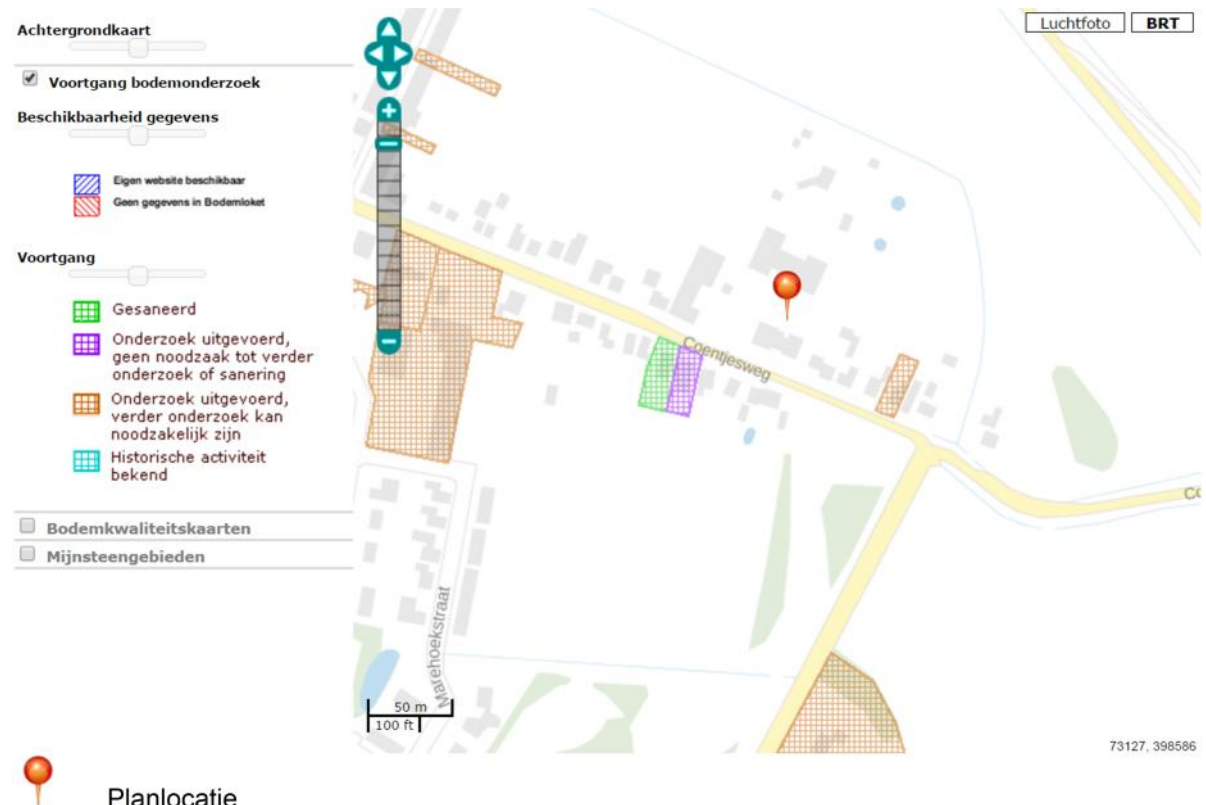 Achtergrondkaart
Voortgang bodemonderzoek
Beschikbaarheid gegevens
Eigen website beschikbaar
Geen gegevens in Bodemloket
Voortgang
Gesaneerd
Onderzoek uitgevoerd,
geen noodzaak tot verder
onderzoek of sanering
Onderzoek uitgevoerd,
verder onderzoek kan
noodzakelijk zijn
Historische activiteit
bekend
Bodemkwaliteitskaarten
Mijnsteengebieden
Luchtfoto
BRT
Coentjesweg
Co
Marehoekstraat
50 m
100 ft
73127, 398586
Planlocatie